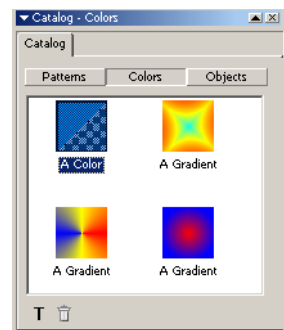 Catalog - Colors
Catalog
Patterns Colors Objects
A Color A Gradient
A Gradient A Gradient
T